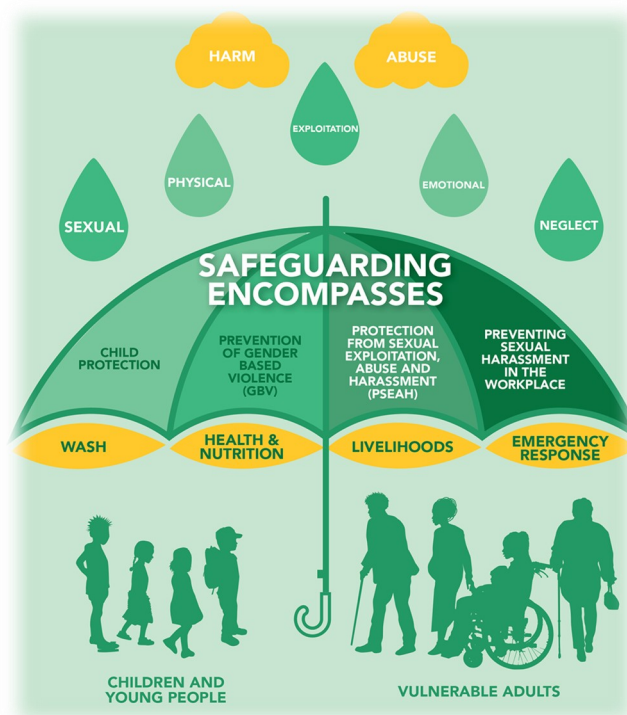 HARM
ABUSE
EXPLOITATION
PHYSICAL
EMOTIONAL
SEXUAL
NEGLECT
SAFEGUARDING
ENCOMPASSES
CHILD
PROTECTION
PREVENTION
OF GENDER
BASED
VIOLENCE
(GBV)
PROTECTION
FROM SEXUAL
EXPLOITATION,
ABUSE AND
HARASSMENT
(PSEAH)
PREVENTING
SEXUAL
HARASSMENT
IN THE
WORKPLACE
WASH
HEALTH &
NUTRITION
LIVELIHOODS
EMERGENCY
RESPONSE
CHILDREN AND
YOUNG PEOPLE
VULNERABLE ADULTS